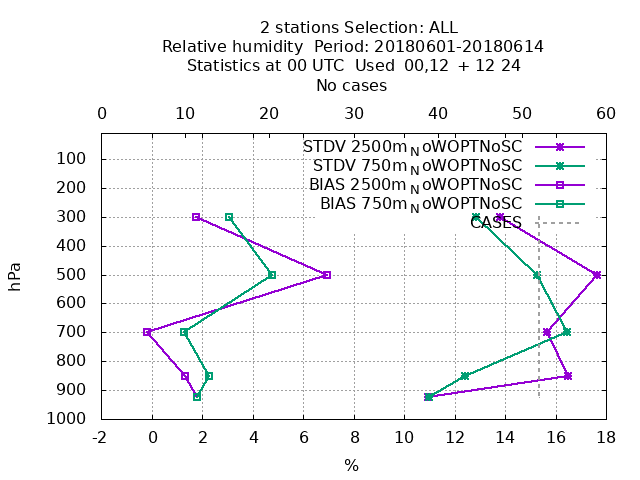 2 stations Selection: ALL
Relative humidity  Period: 20180601-20180614
Statistics at 00 UTC  Used  00,12  + 12 24
No cases
0 10 20 30 40 50 60
STDV 2500m_NoWOPTNoSC
STDV 750m_NoWOPTNoSC
BIAS 2500m_NoWOPTNoSC
BIAS 750m_NoWOPTNoSC
CASES
100
200
300
400
500
600
700
800
900
1000
hPa
-2 0 2 4 6 8 10 12 14 16 18
%